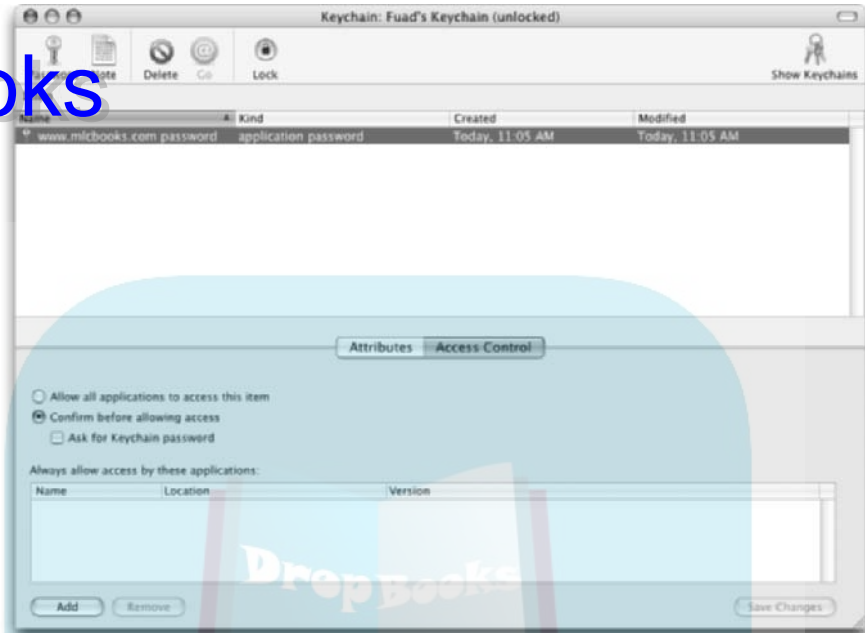 Keychain: Fuad's Keychain (unlocked)
Password Note Delete Go Lock Show Keychains
oks
Name Kind Created Modified
www.mlcbooks.com password application password Today, 11:05 AM Today, 11:05 AM
Attributes Access Control
Allow all applications to access this item
Confirm before allowing access
Ask for Keychain password
Always allow access by these applications:
Name Location Version
DropBooks
Add Remove Save Changes